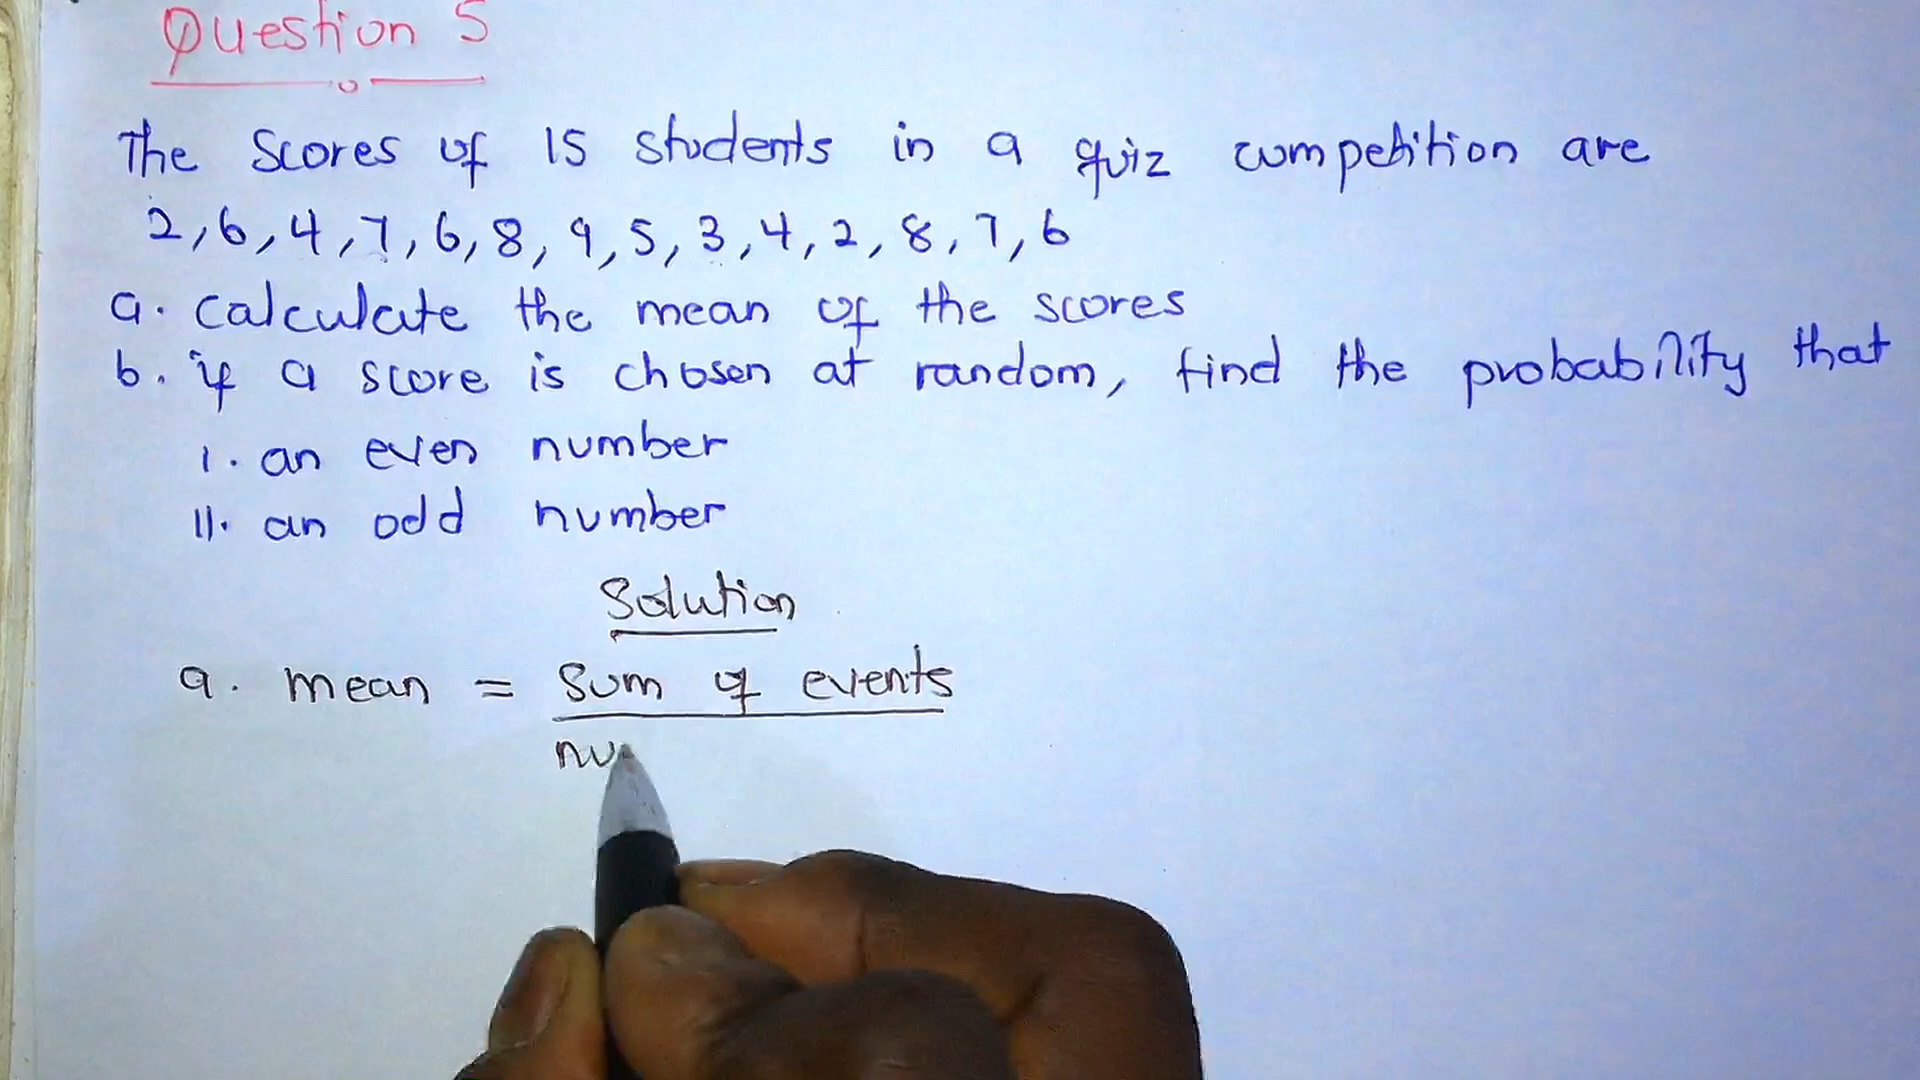 Question 5
The scores of 15 students in a quiz competition are
2, 6, 4, 7, 6, 8, 9, 5, 3, 4, 2, 8, 7, 6
a. calculate the mean of the scores
b. if a score is chosen at random, find the probability that
i. an even number
ii. an odd number
Solution
a. mean = sum of events
nu